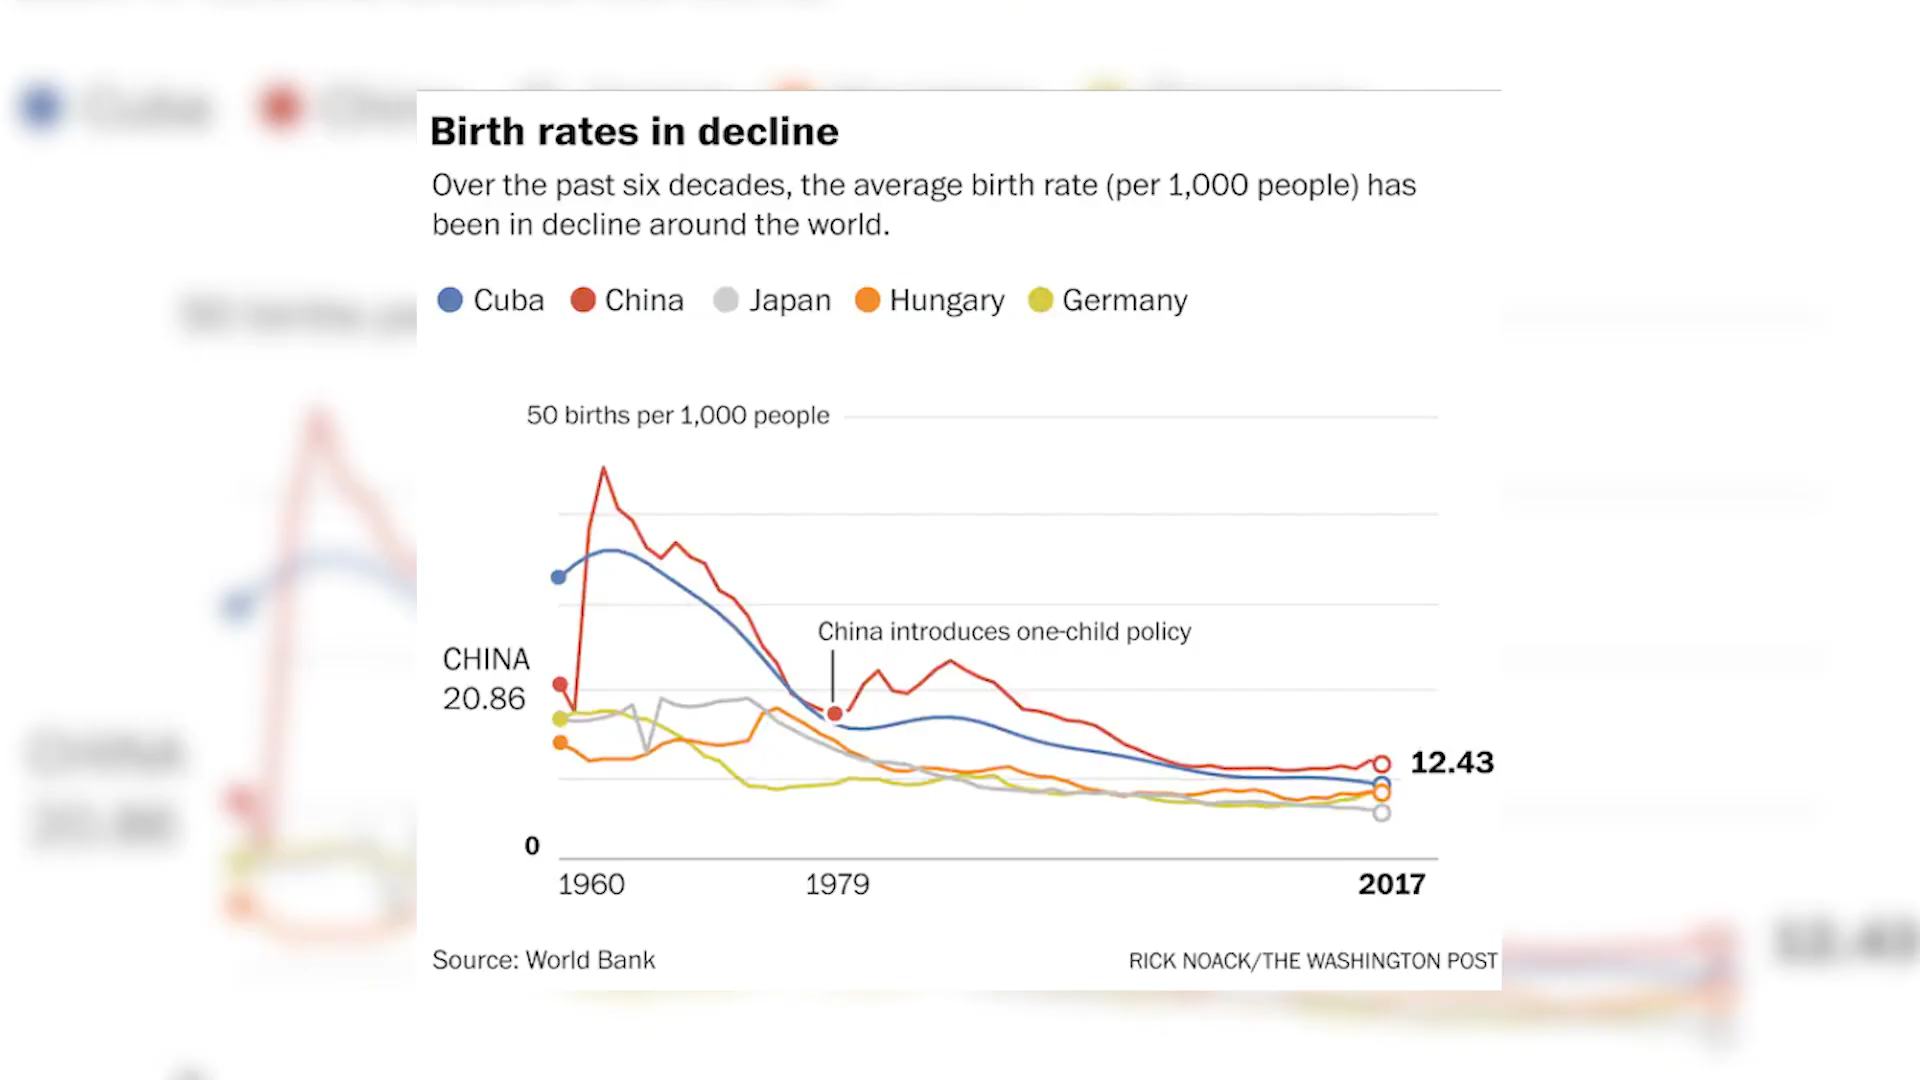 Birth rates in decline
Over the past six decades, the average birth rate (per 1,000 people) has
been in decline around the world.
Cuba China Japan Hungary Germany
50 births per 1,000 people
China introduces one-child policy
CHINA
20.86
12.43
0
1960 1979 2017
Source: World Bank RICK NOACK/THE WASHINGTON POST